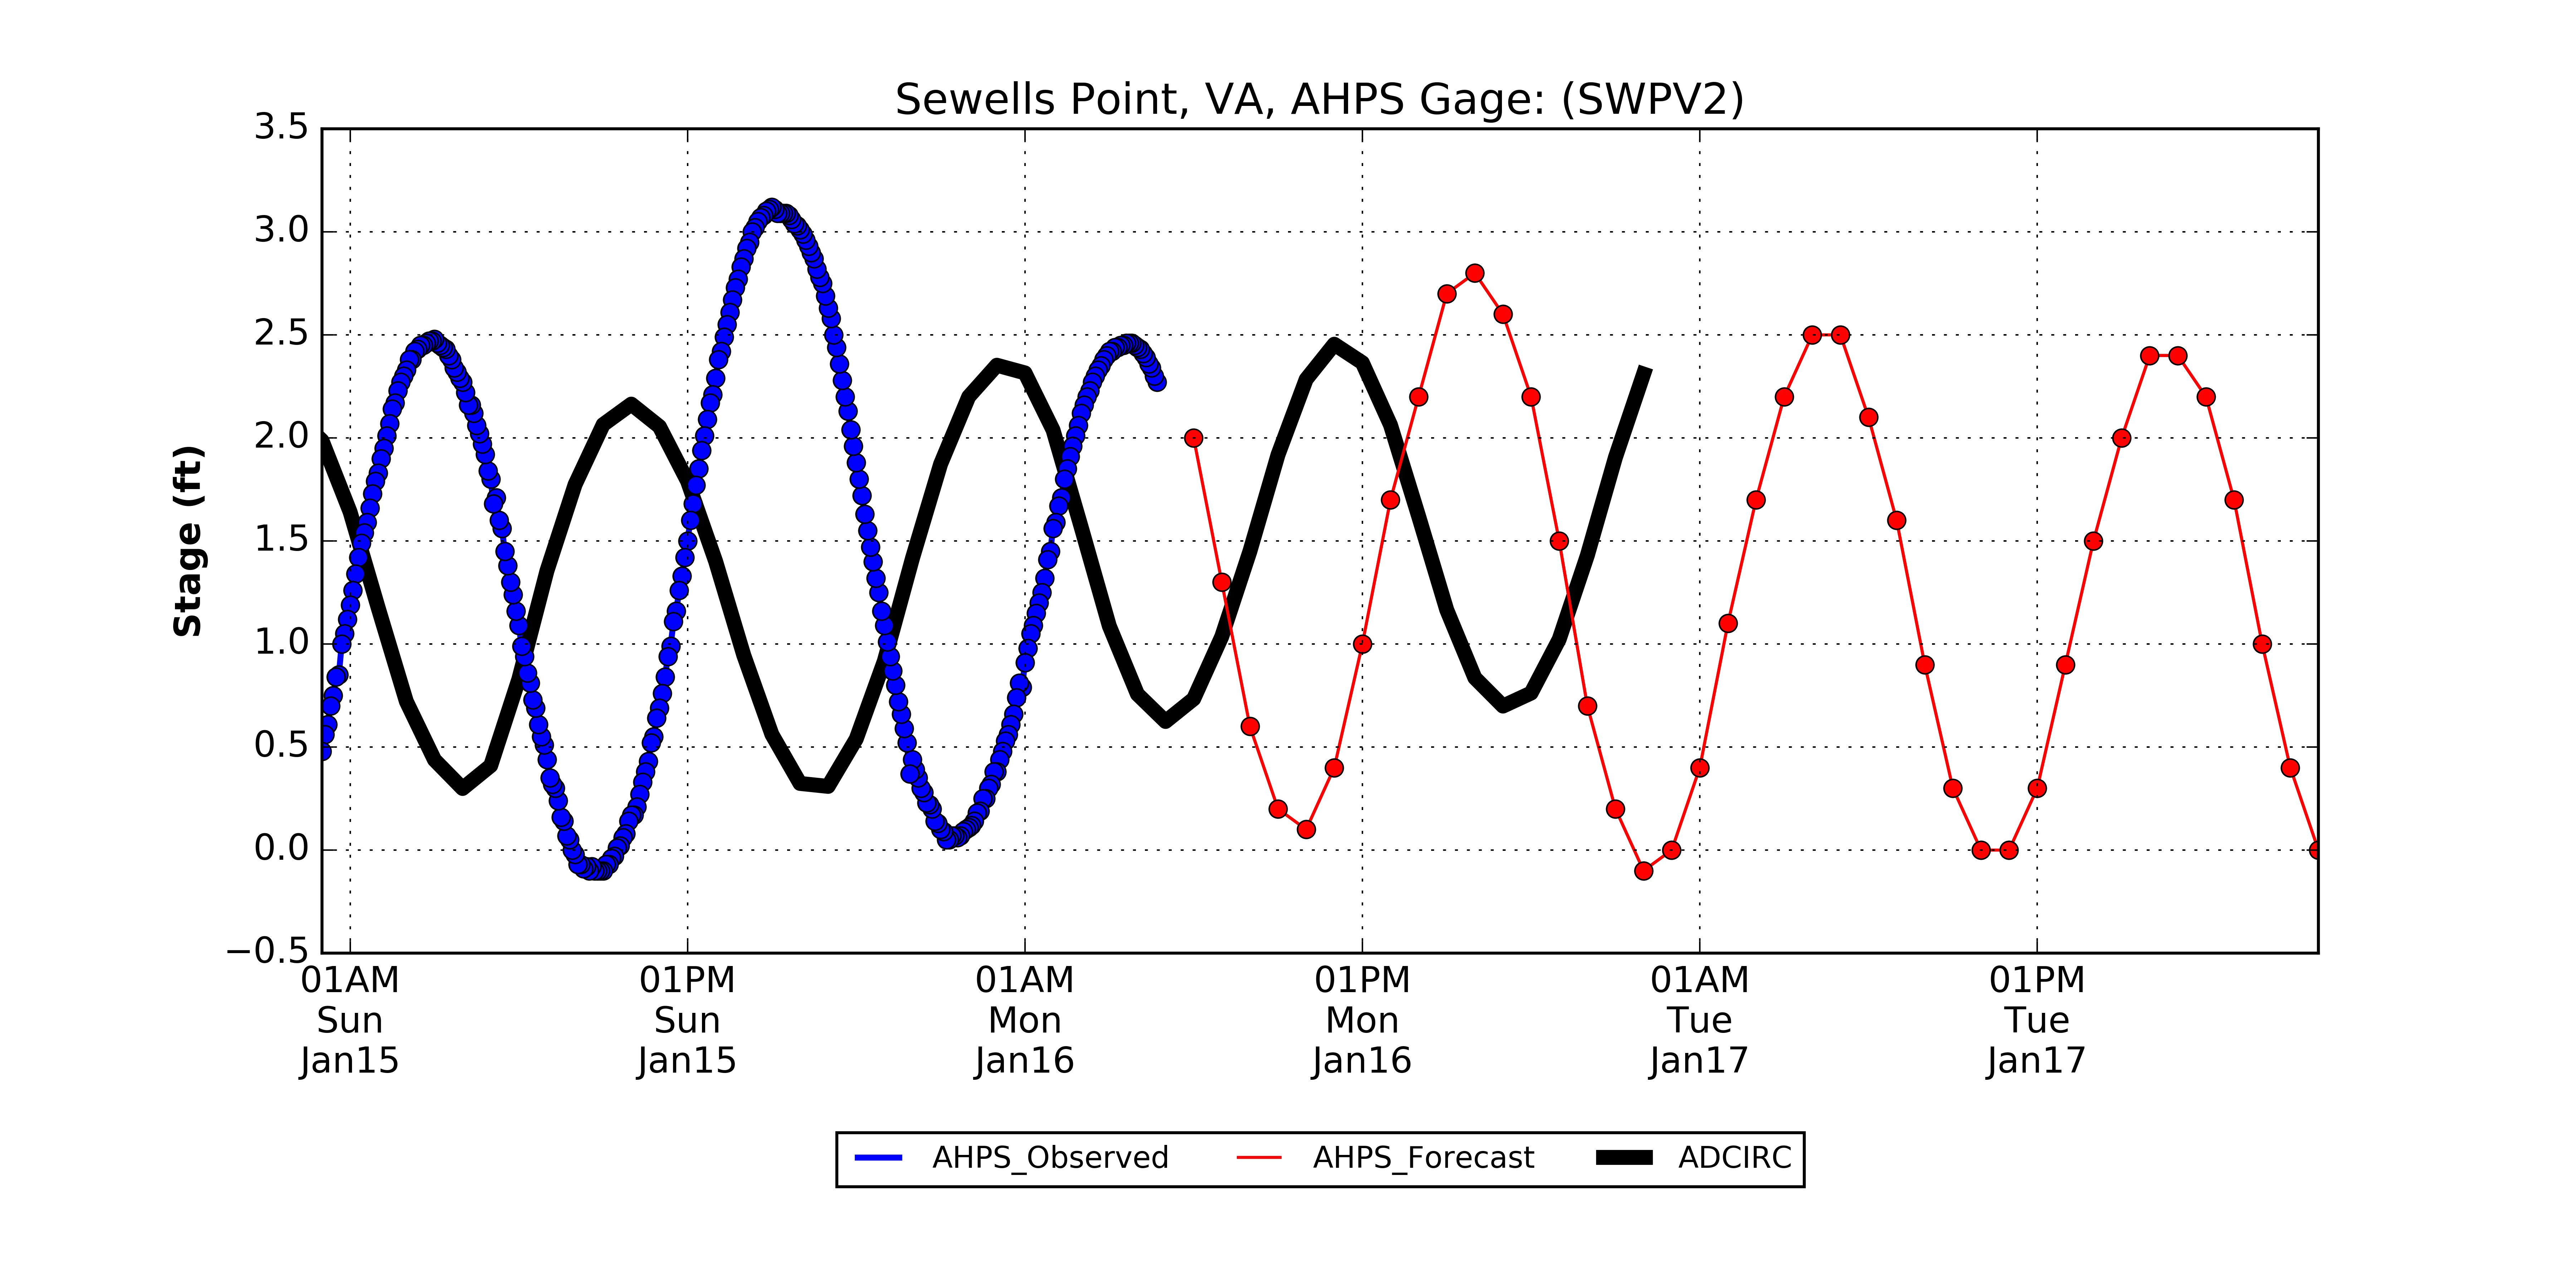 Sewells Point, VA, AHPS Gage: (SWPV2)
3.5
3.0
2.5
2.0
1.5
1.0
0.5
0.0
−0.5
Stage (ft)
01AM 01PM 01AM 01PM 01AM 01PM
Sun Sun Mon Mon Tue Tue
Jan15 Jan15 Jan16 Jan16 Jan17 Jan17
AHPS_Observed AHPS_Forecast ADCIRC